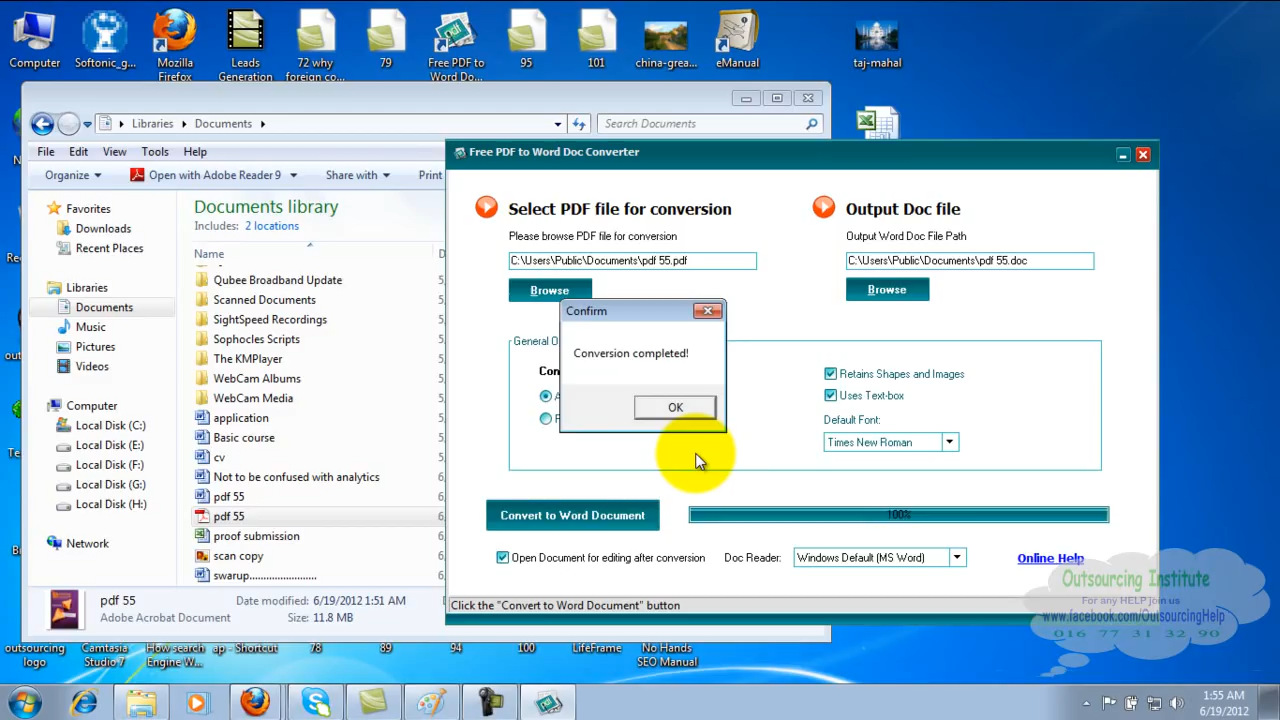 Computer
Softonic_g...
Mozilla
Firefox
Leads
Generation
72 why
foreign co...
79
Free PDF to
Word Do...
95
101
china-grea...
eManual
taj-mahal
Libraries
Documents
Search Documents
File
Edit
View
Tools
Help
Organize
Open with Adobe Reader 9
Share with
Print
Favorites
Downloads
Recent Places
Libraries
Documents
Music
Pictures
Videos
Computer
Local Disk (C:)
Local Disk (E:)
Local Disk (F:)
Local Disk (G:)
Local Disk (H:)
Network
Documents library
Includes: 2 locations
Name
Qubee Broadband Update
Scanned Documents
SightSpeed Recordings
Sophocles Scripts
The KMPlayer
WebCam Albums
WebCam Media
application
Basic course
cv
Not to be confused with analytics
pdf 55
pdf 55
proof submission
scan copy
swarup.......................
pdf 55
Date modified: 6/19/2012 1:51 AM
Adobe Acrobat Document
Size: 11.8 MB
Free PDF to Word Doc Converter
Select PDF file for conversion
Please browse PDF file for conversion
C:\Users\Public\Documents\pdf 55.pdf
Browse
Output Doc file
Output Word Doc File Path
C:\Users\Public\Documents\pdf 55.doc
Browse
General O
Con
Confirm
Conversion completed!
OK
Retains Shapes and Images
Uses Text-box
Default Font:
Times New Roman
Convert to Word Document
100%
Open Document for editing after conversion
Doc Reader:
Windows Default (MS Word)
Online Help
Click the "Convert to Word Document" button
Outsourcing Institute
For any HELP join us
www.facebook.com/OutsourcingHelp
016 77 31 32 90
outsourcing
logo
Camtasia
Studio 7
How search
Engine W...
ap - Shortcut
78
89
94
100
LifeFrame
No Hands
SEO Manual
1:55 AM
6/19/2012